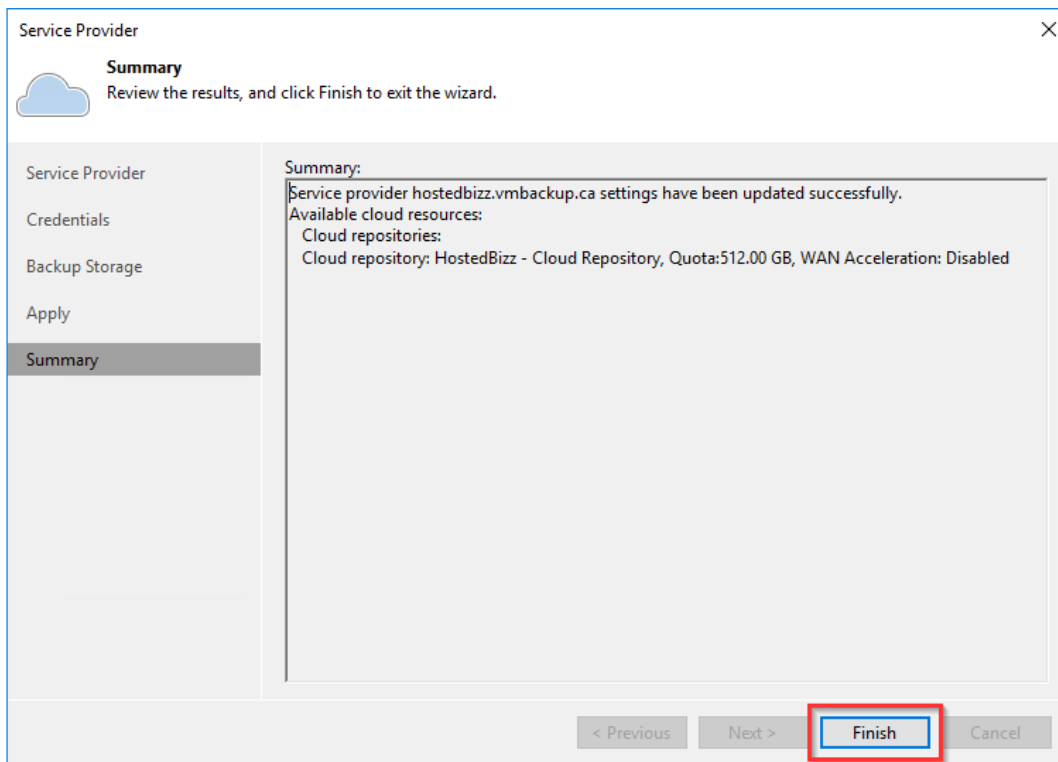 Service Provider
Summary
Review the results, and click Finish to exit the wizard.
Service Provider
Credentials
Backup Storage
Apply
Summary
Summary:
Service provider hostedbizz.vmbackup.ca settings have been updated successfully.
Available cloud resources:
Cloud repositories:
Cloud repository: HostedBizz - Cloud Repository, Quota:512.00 GB, WAN Acceleration: Disabled
< Previous Next > Finish Cancel